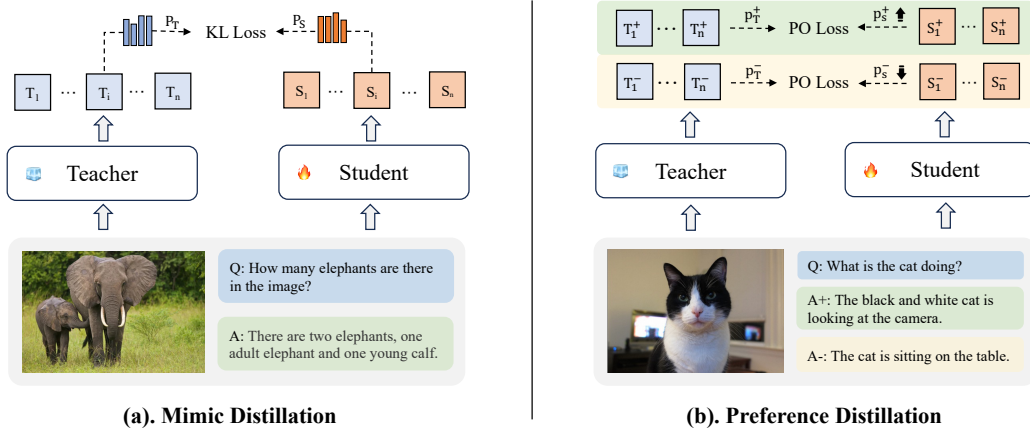 P_T KL Loss P_S
T_1 ... T_i ... T_n
S_1 ... S_i ... S_n
Teacher
Student
Q: How many elephants are there
in the image?
A: There are two elephants, one
adult elephant and one young calf.
(a). Mimic Distillation
T_1^+ ... T_n^+ p_T^+ PO Loss p_s^+ S_1^+ ... S_n^+
T_1^- ... T_n^- p_T^- PO Loss p_s^- S_1^- ... S_n^-
Teacher
Student
Q: What is the cat doing?
A+: The black and white cat is
looking at the camera.
A-: The cat is sitting on the table.
(b). Preference Distillation